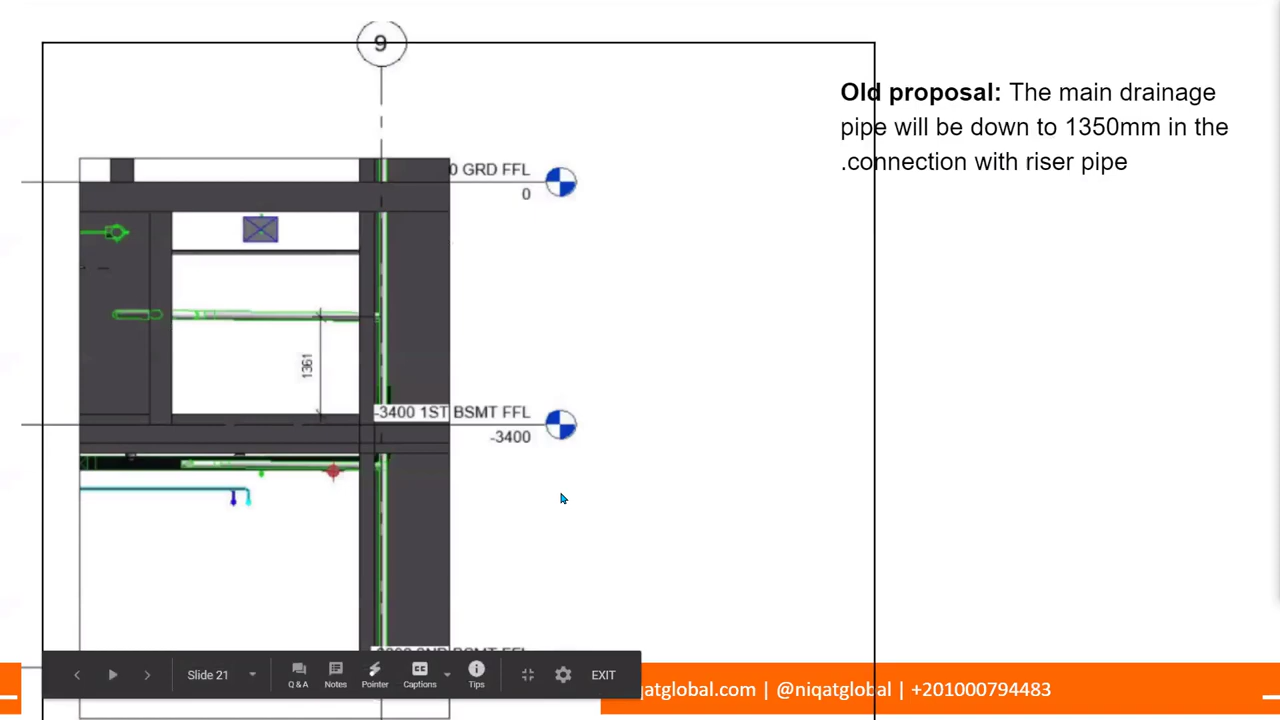 9
Old proposal: The main drainage
pipe will be down to 1350mm in the
.connection with riser pipe
0 GRD FFL
0
1361
-3400 1ST BSMT FFL
-3400
Slide 21
Q & A
Notes
Pointer
Captions
Tips
EXIT
qatglobal.com | @niqatglobal | +201000794483